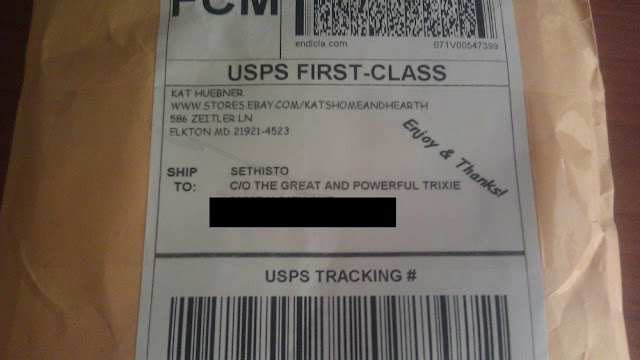 FCM
endicia.com
071V00547399
USPS FIRST-CLASS
KAT HUEBNER
WWW.STORES.EBAY.COM/KATSHOMEANDHEARTH
586 ZEITLER LN
ELKTON MD 21921-4523
Enjoy & Thanks!
SHIP TO:
SETHISTO
C/O THE GREAT AND POWERFUL TRIXIE
USPS TRACKING #